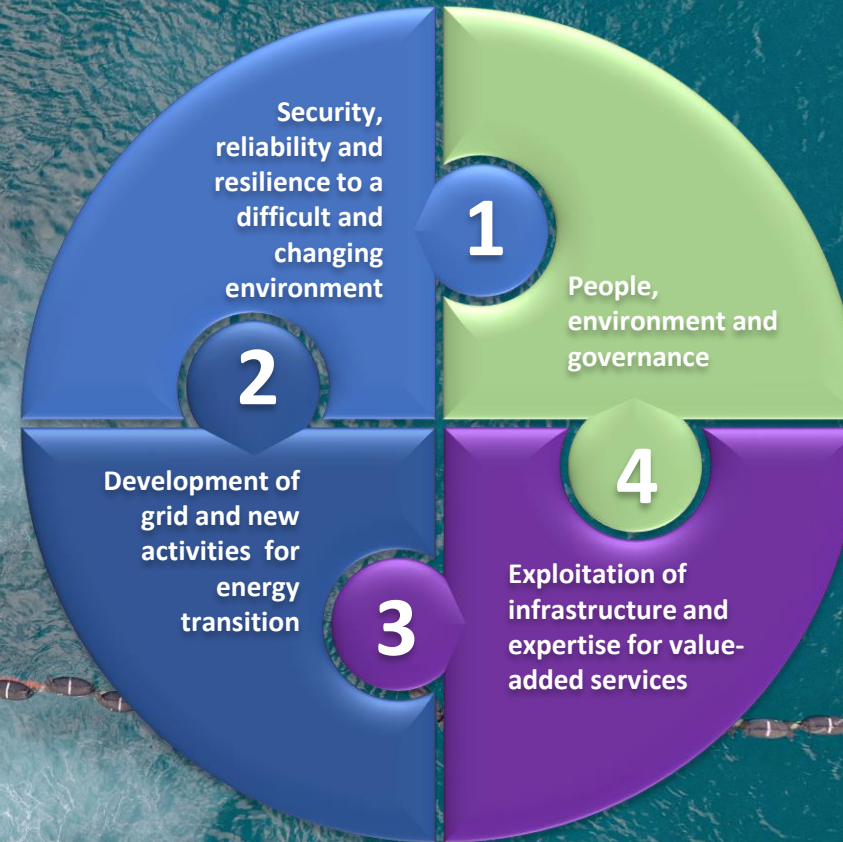 1
Security,
reliability and
resilience to a
difficult and
changing
environment
2
Development of
grid and new
activities for
energy
transition
3
Exploitation of
infrastructure and
expertise for value-
added services
4
People,
environment and
governance